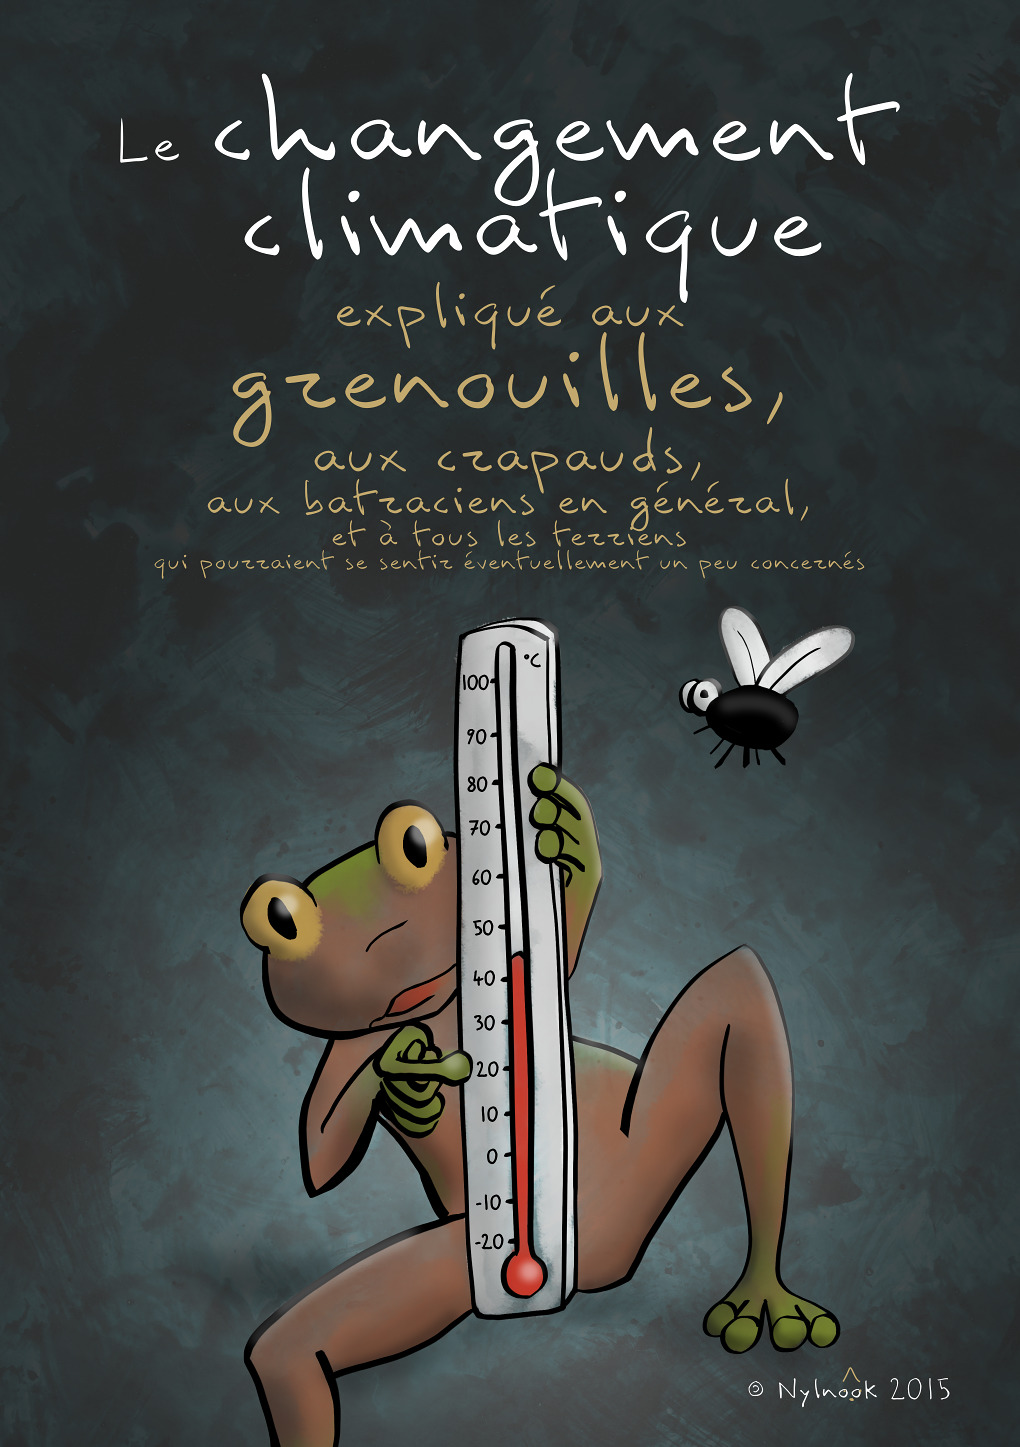 Le changement
climatique
expliqué aux
grenouilles,
aux crapauds,
aux batraciens en général,
et à tous les terriens
qui pourraient se sentir éventuellement un peu concernés
°C
100
90
80
70
60
50
40
30
20
10
0
-10
-20
© Nylnook 2015